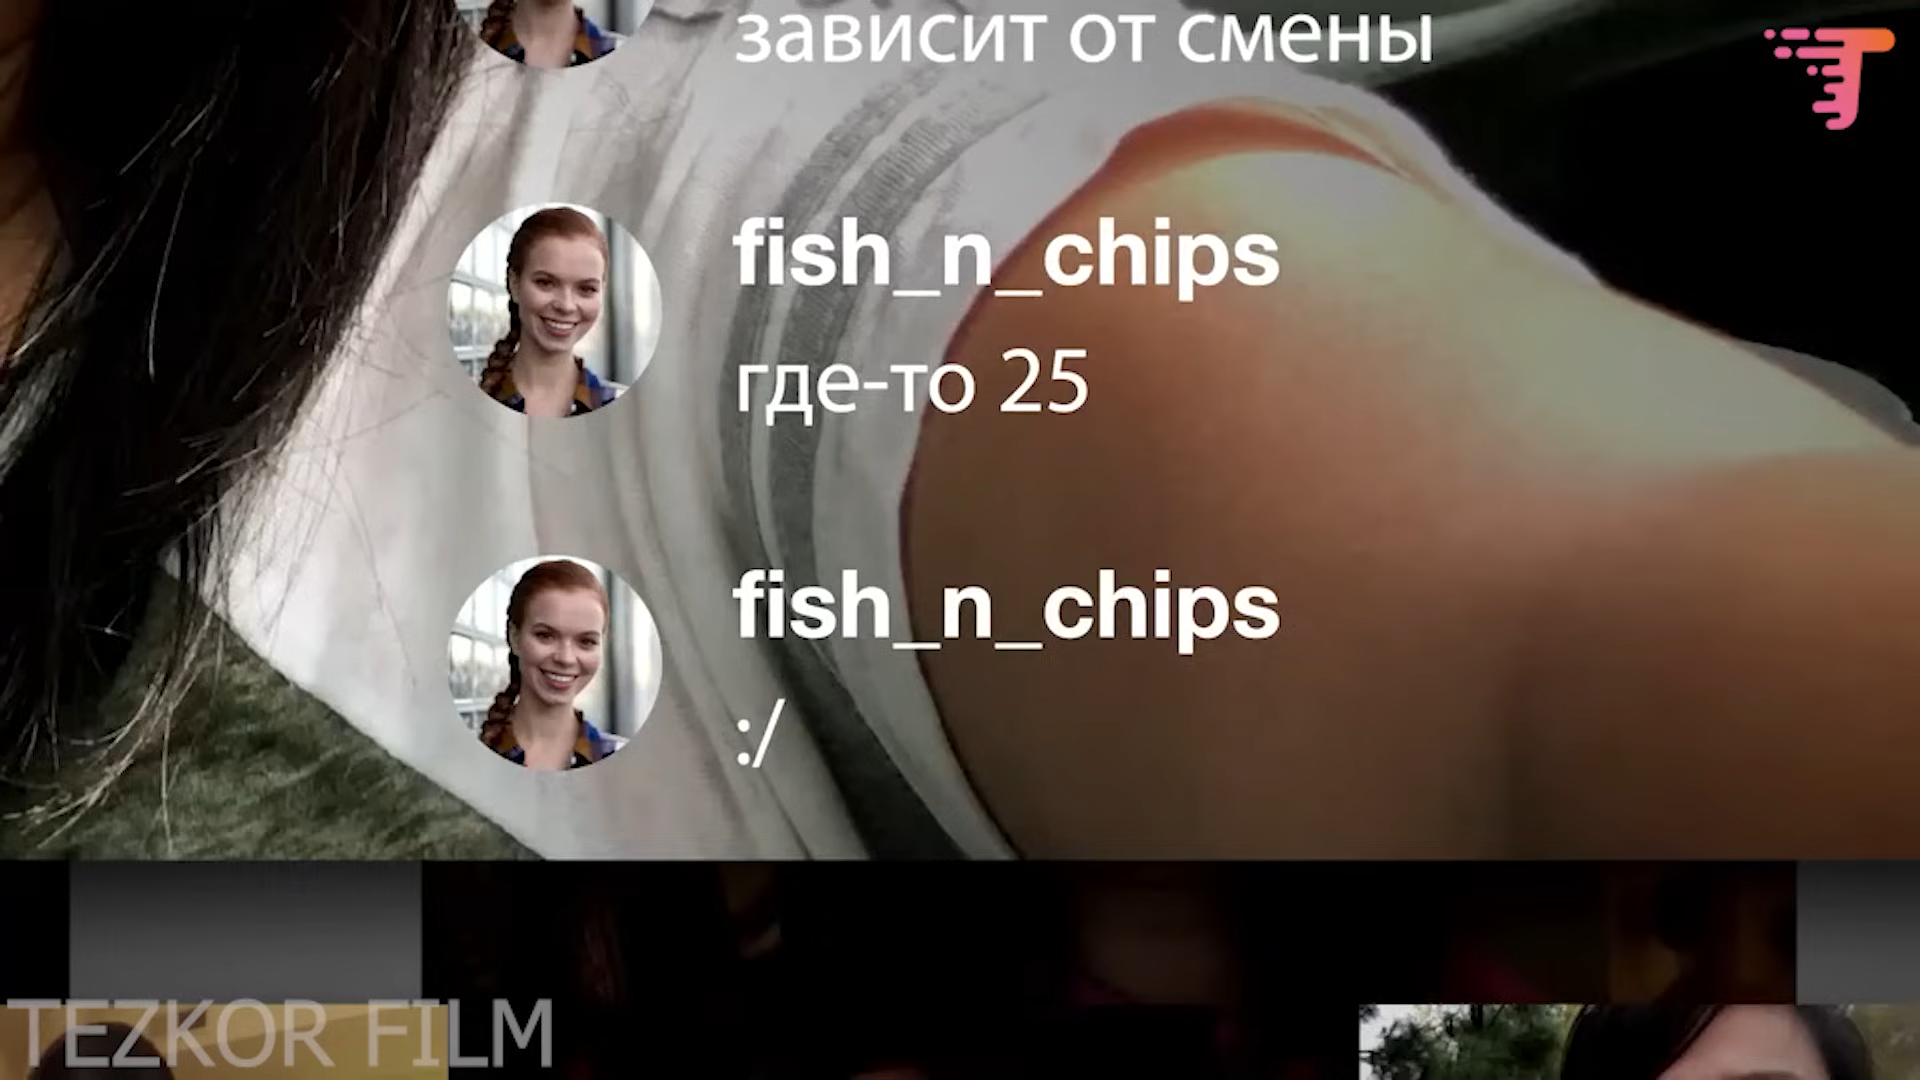 зависит от смены
fish_n_chips
где-то 25
fish_n_chips
:/
TEZKOR FILM